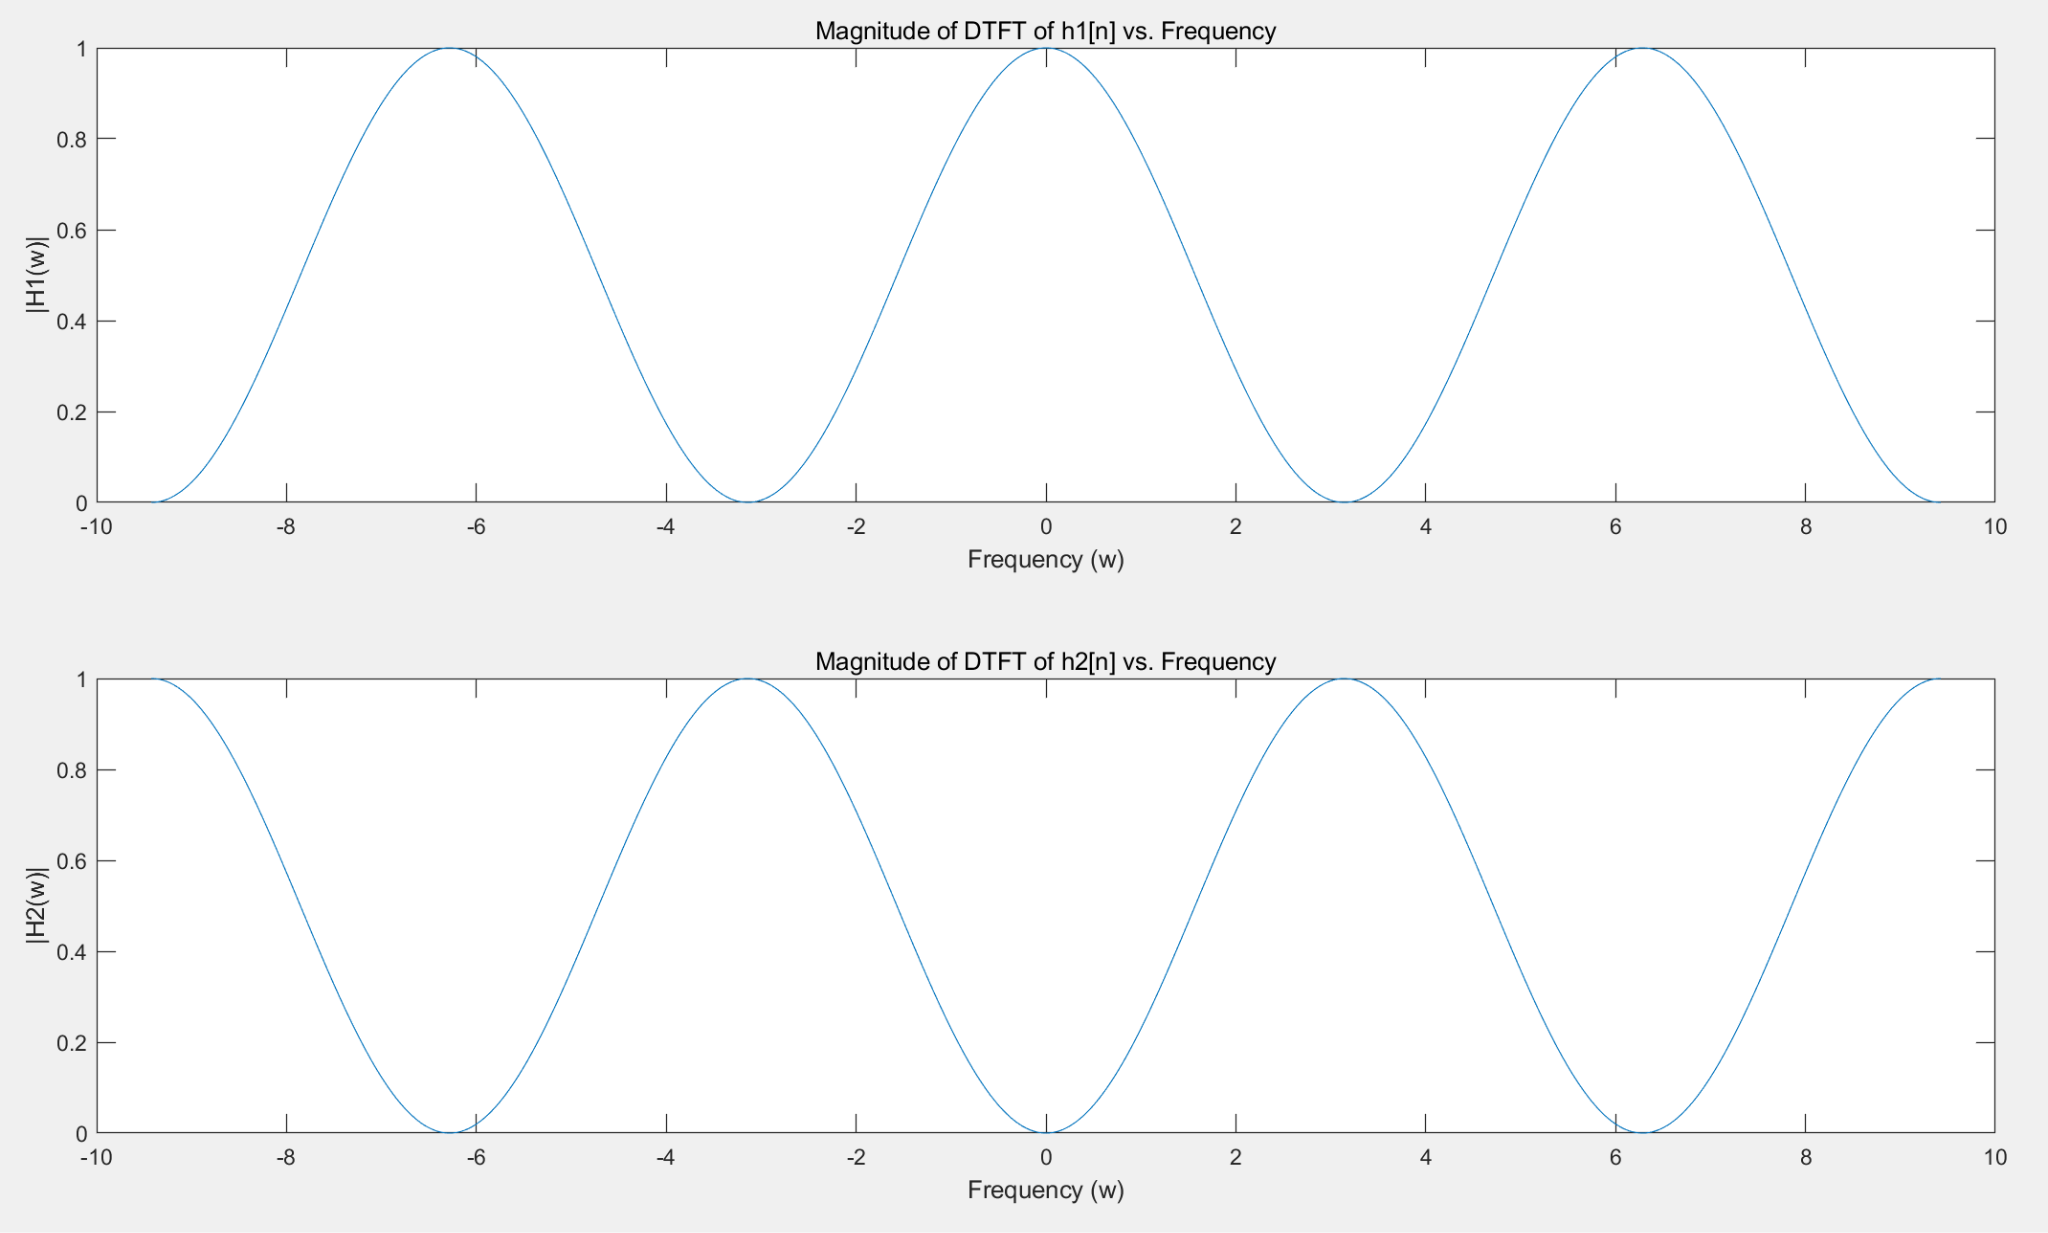 Magnitude of DTFT of h1[n] vs. Frequency
1
0.8
0.6
0.4
0.2
0
|H1(w)|
-10 -8 -6 -4 -2 0 2 4 6 8 10
Frequency (w)
Magnitude of DTFT of h2[n] vs. Frequency
1
0.8
0.6
0.4
0.2
0
|H2(w)|
-10 -8 -6 -4 -2 0 2 4 6 8 10
Frequency (w)